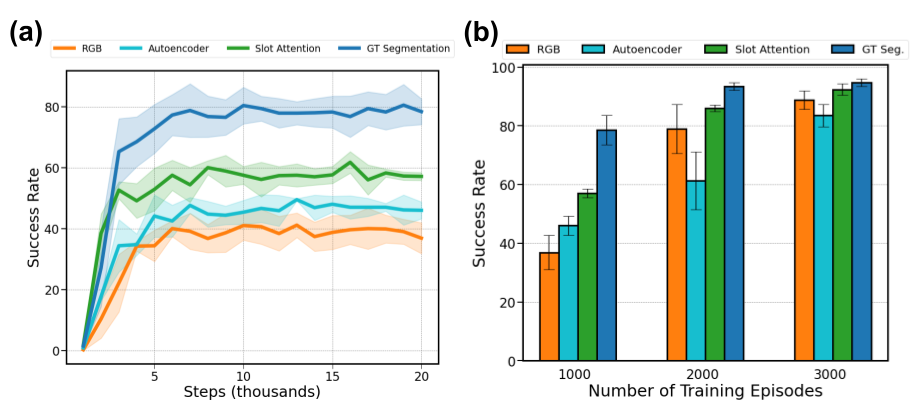 (a)
RGB Autoencoder Slot Attention GT Segmentation
Success Rate
80
60
40
20
0
5 10 15 20
Steps (thousands)
(b)
RGB Autoencoder Slot Attention GT Seg.
Success Rate
100
80
60
40
20
0
1000 2000 3000
Number of Training Episodes